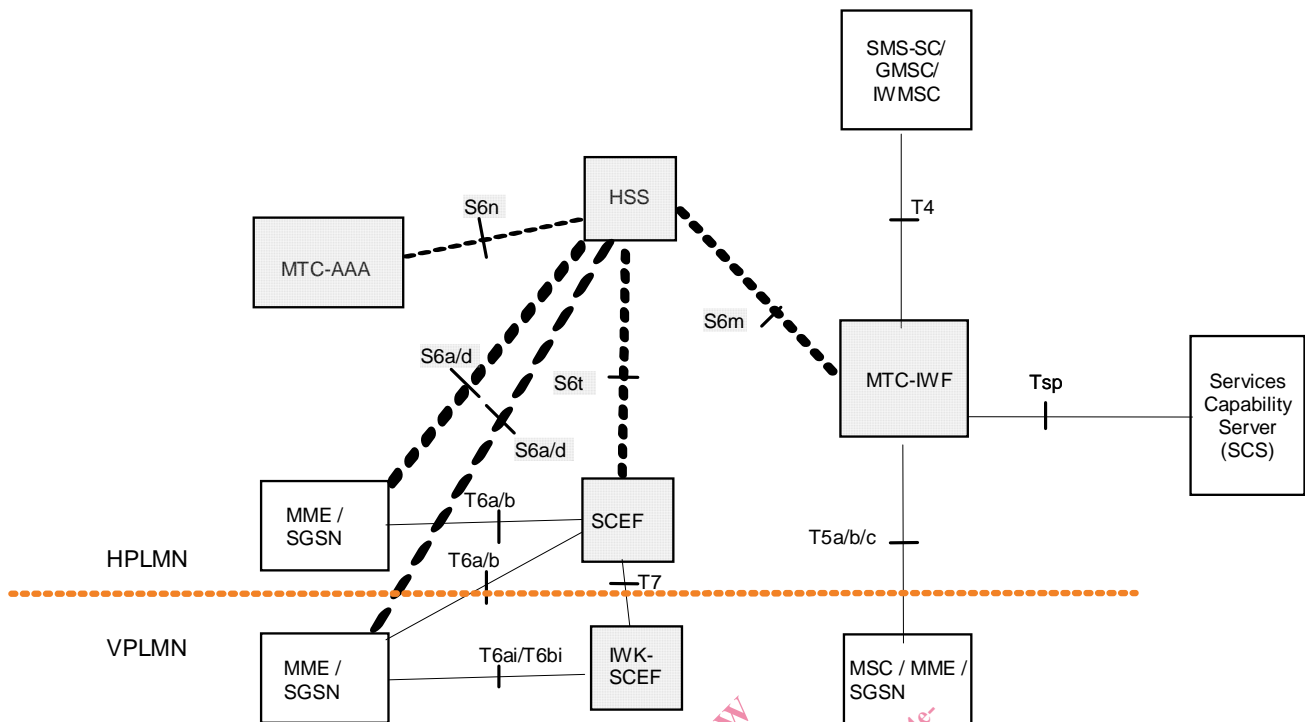 SMS-SC/
GMSC/
IWMSC
HSS
S6n
T4
MTC-AAA
S6m
S6a/d
S6t
MTC-IWF
Tsp
Services
Capability
Server
(SCS)
S6a/d
MME /
SGSN
T6a/b
SCEF
T5a/b/c
HPLMN
T6a/b
T7
VPLMN
MME /
SGSN
T6ai/T6bi
IWK-
SCEF
MSC / MME /
SGSN